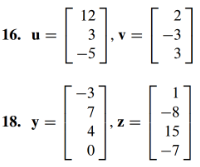 16. u = [12 3 -5], v = [2 -3 3]
18. y = [-3 7 4 0], z = [1 -8 15 -7]